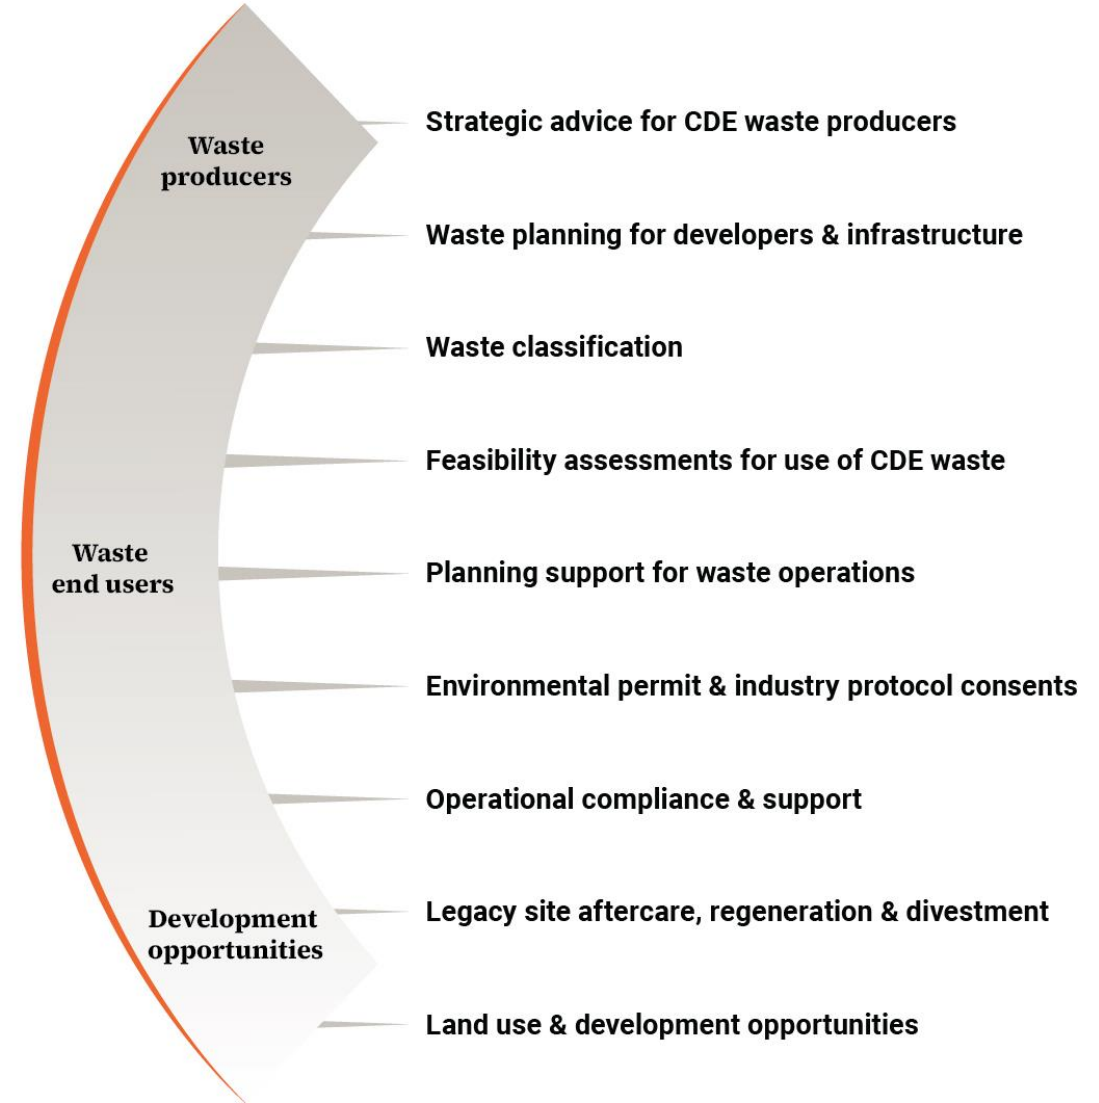 Waste
producers
Waste
end users
Development
opportunities
Strategic advice for CDE waste producers
Waste planning for developers & infrastructure
Waste classification
Feasibility assessments for use of CDE waste
Planning support for waste operations
Environmental permit & industry protocol consents
Operational compliance & support
Legacy site aftercare, regeneration & divestment
Land use & development opportunities